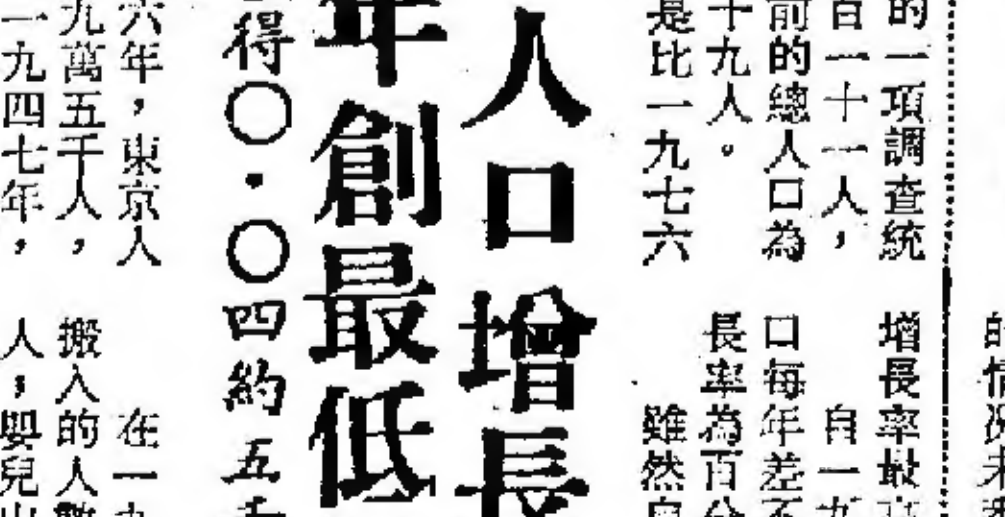 的情況未
的一項調查統
百一十一人，
前的總人口為
十九人。
是比一九七六
增長率最
自一九
口每年差不
長率為百分
雖然
人口增長
年創最低
得〇・〇四約五千
六年，東京人
九萬五千人，
一九四七年，
在一九
搬入的人數
人；嬰兒出